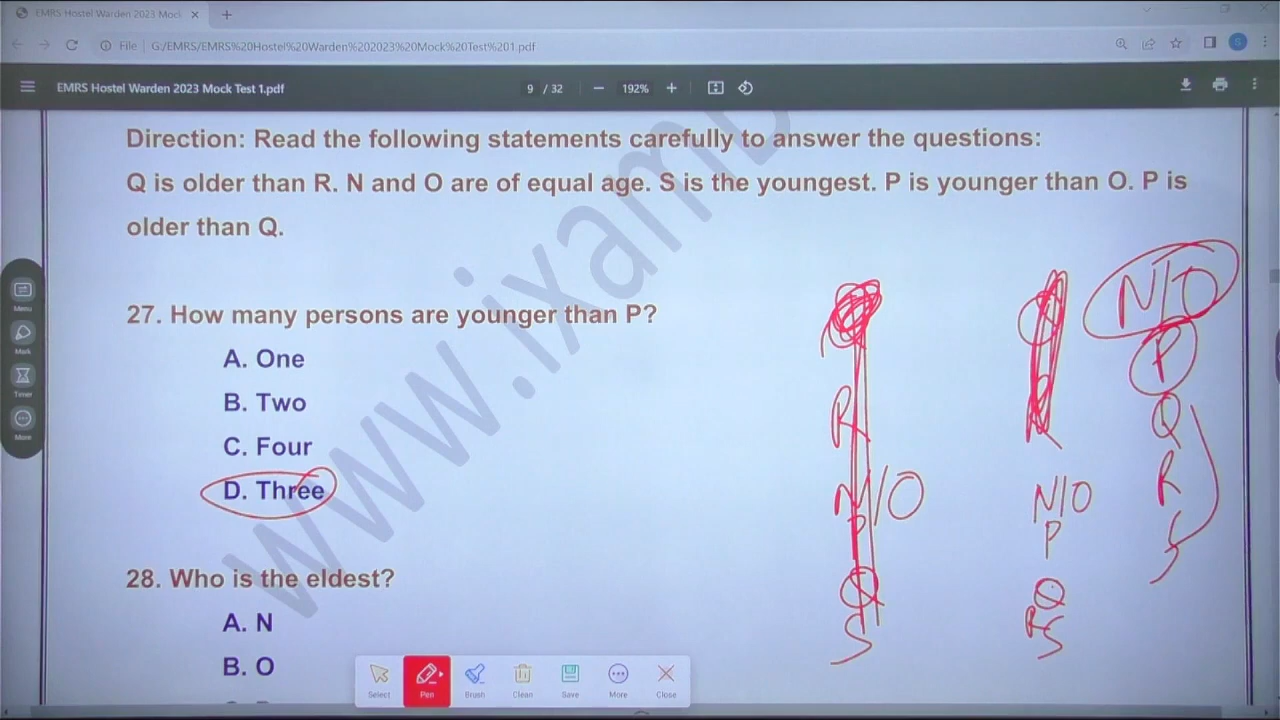 EMRS Hostel Warden 2023 Mock
File G:/EMRS/EMRS%20Hostel%20Warden%202023%20Mock%20Test%201.pdf
EMRS Hostel Warden 2023 Mock Test 1.pdf
9 / 32
192%
S
Direction: Read the following statements carefully to answer the questions:
Q is older than R. N and O are of equal age. S is the youngest. P is younger than O. P is
older than Q.
27. How many persons are younger than P?
A. One
B. Two
C. Four
D. Three
28. Who is the eldest?
A. N
B. O
www.ixamb
Menu
Mark
Timer
More
R
N/O
P
Q
S
N/O
P
Q
R S
N/O
P
Q
R
S
Select Pen Brush Clean Save More Close